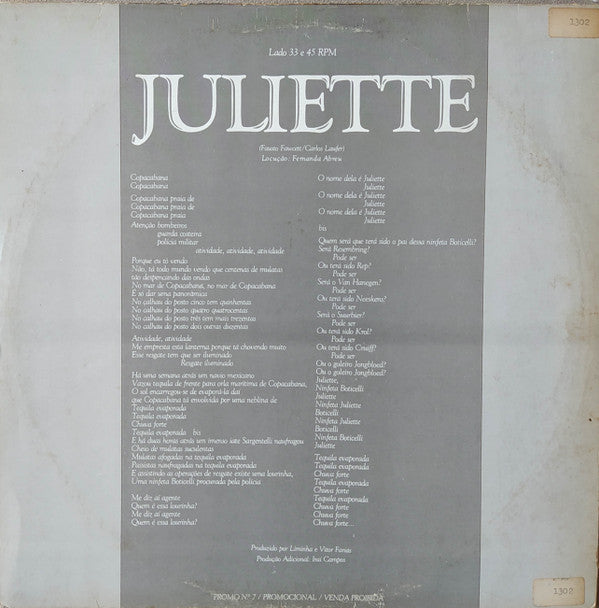 1302
Lado 33 e 45 RPM
JULIETTE
(Fausto Fawcett/Carlos Laufer)
Locução: Fernanda Abreu
Copacabana
Copacabana
Copacabana praia de
Copacabana praia de
Copacabana praia
Atenção bombeiros
guarda costeira
polícia militar
atividade, atividade, atividade
Porque eu tô vendo
Não, tá todo mundo vendo que centenas de mulatas
tão despencando das ondas
No mar de Copacabana, no mar de Copacabana
E só dar uma panorâmica
No calhau do posto cinco tem quinhentas
No calhau do posto quatro quatrocentas
No calhau do posto três tem mais trezentas
No calhau do posto dois outras duzentas
Atividade, atividade
Me empresta esta lanterna porque tá chovendo muito
Esse resgate tem que ser iluminado
Resgate iluminado
Há uma semana atrás um navio mexicano
Vazou tequila de frente para orla marítima de Copacabana,
O sol encarregou-se de evaporá-la daí
que Copacabana tá envolvida por uma neblina de
Tequila evaporada
Tequila evaporada
Chuva forte
Tequila evaporada bis
E há duas horas atrás um imenso iate Sargentelli naufragou
Cheio de mulatas suculentas
Mulatas afogadas na tequila evaporada
Passistas naufragadas na tequila evaporada
E assistindo as operações de resgate existe uma lourinha,
Uma ninfeta Boticelli procurada pela polícia
Me diz aí agente
Quem é essa lourinha?
Me diz aí agente
Quem é essa lourinha?
O nome dela é Juliette
Juliette
O nome dela é Juliette
Juliette
O nome dela é Juliette
Juliette
bis
Quem será que terá sido o pai dessa ninfeta Boticelli?
Será Resembring?
Pode ser
Ou terá sido Rep?
Pode ser
Será o Van Hanegen?
Pode ser
Ou terá sido Neeskens?
Pode ser
Será o Suurbier?
Pode ser
Ou terá sido Krol?
Pode ser
Ou terá sido Cruiff?
Ou o goleiro Jongbloed?
Ou o goleiro Jongbloed?
Juliette,
Ninfeta Boticelli
Juliette
Ninfeta Juliette
Boticelli
Ninfeta Juliette
Boticelli
Ninfeta Boticelli
Juliette
Tequila evaporada
Tequila evaporada
Chuva forte
Tequila evaporada
Chuva forte
Tequila evaporada
Chuva forte
Chuva forte
Chuva forte...
Produzido por Liminha e Vitor Farias
Produção Adicional: Irai Campos
PROMO Nº 7 / PROMOCIONAL / VENDA PROIBIDA
1302